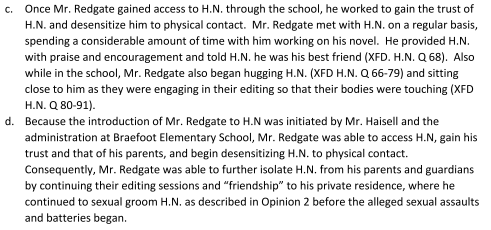 c. Once Mr. Redgate gained access to H.N. through the school, he worked to gain the trust of
H.N. and desensitize him to physical contact. Mr. Redgate met with H.N. on a regular basis,
spending a considerable amount of time with him working on his novel. He provided H.N.
with praise and encouragement and told H.N. he was his best friend (XFD. H.N. Q 68). Also
while in the school, Mr. Redgate also began hugging H.N. (XFD H.N. Q 66-79) and sitting
close to him as they were engaging in their editing so that their bodies were touching (XFD
H.N. Q 80-91).
d. Because the introduction of Mr. Redgate to H.N was initiated by Mr. Haisell and the
administration at Braefoot Elementary School, Mr. Redgate was able to access H.N, gain his
trust and that of his parents, and begin desensitizing H.N. to physical contact.
Consequently, Mr. Redgate was able to further isolate H.N. from his parents and guardians
by continuing their editing sessions and “friendship” to his private residence, where he
continued to sexual groom H.N. as described in Opinion 2 before the alleged sexual assaults
and batteries began.